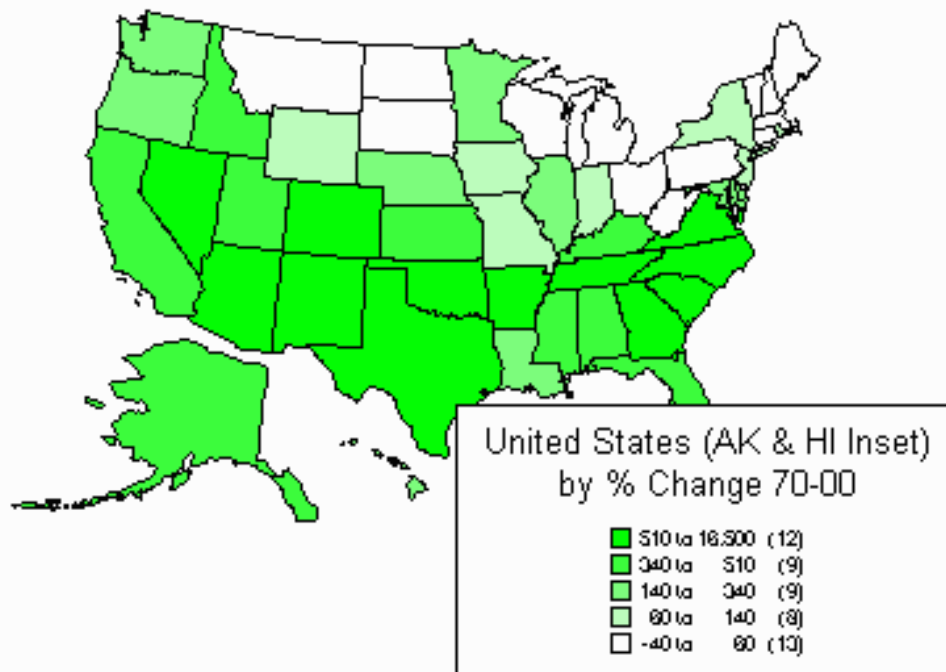 United States (AK & HI Inset)
by % Change 70-00
510 to 16,500 (12)
340 to 510 (9)
140 to 340 (9)
60 to 140 (8)
-40 to 60 (13)